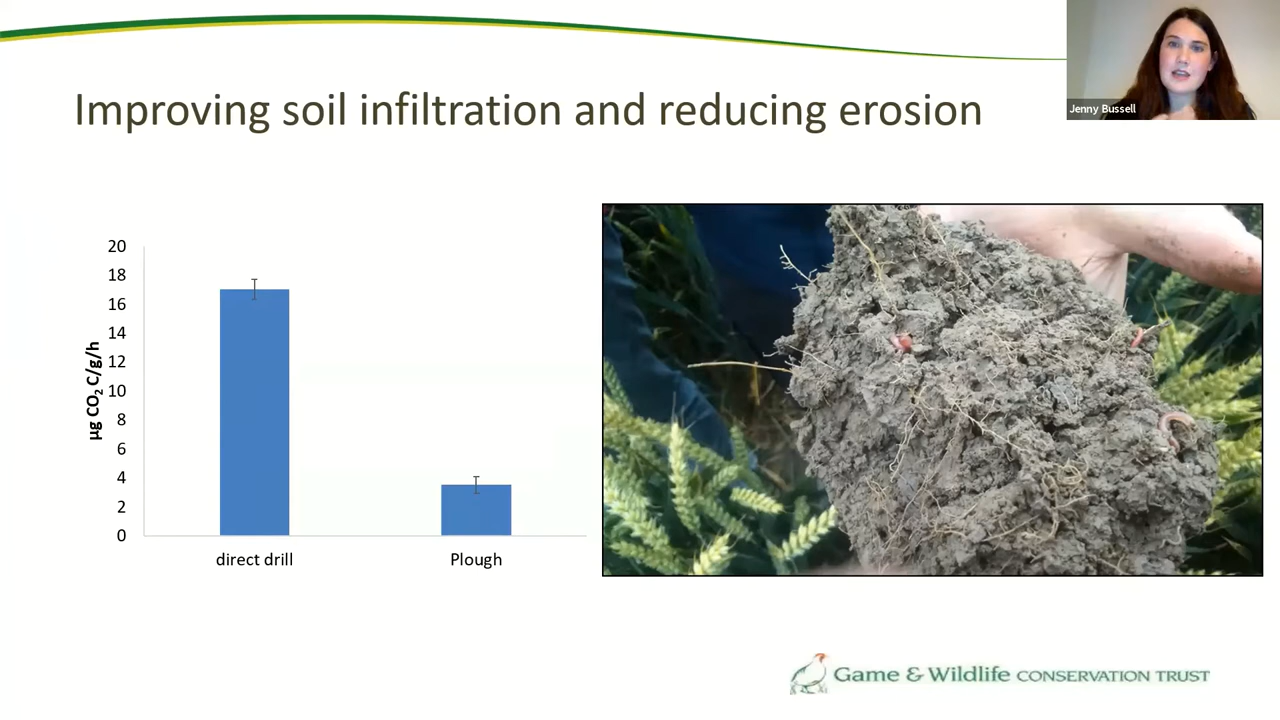 Jenny Bussell
Improving soil infiltration and reducing erosion
µg CO₂ C/g/h
20
18
16
14
12
10
8
6
4
2
0
direct drill
Plough
Game & Wildlife CONSERVATION TRUST